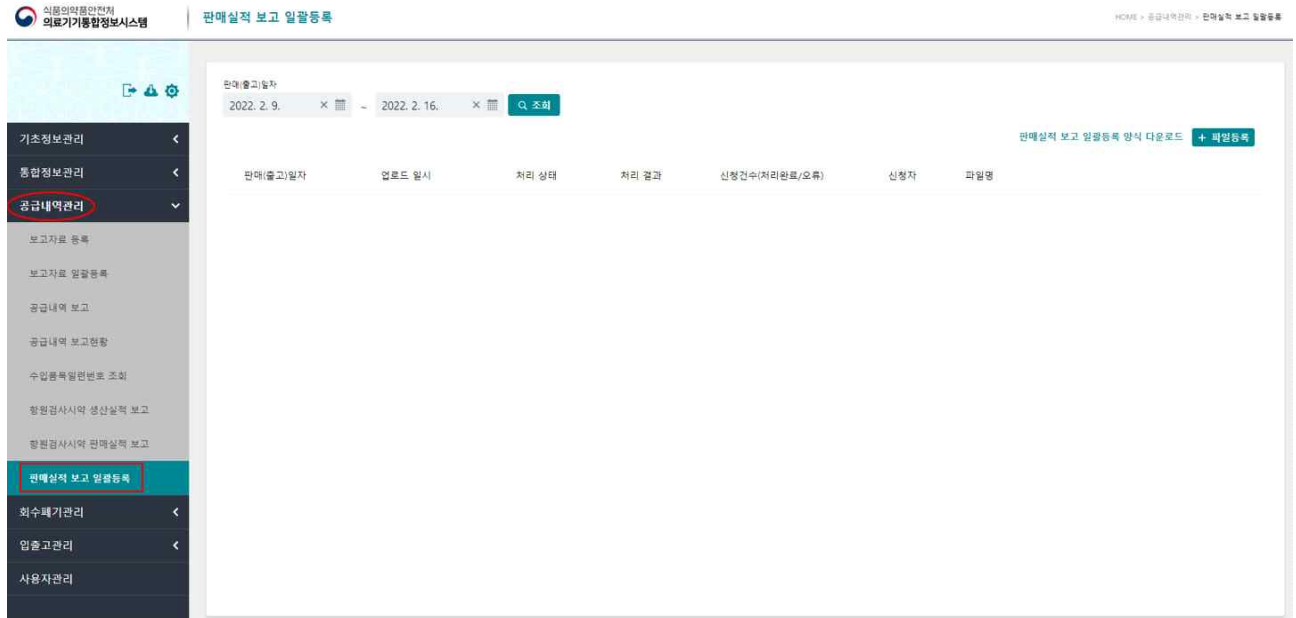 식품의약품안전처
의료기기통합정보시스템
판매실적 보고 일괄등록
HOME > 공급내역관리 > 판매실적 보고 일괄등록
판매(출고)일자
2022. 2. 9. ~ 2022. 2. 16. 조회
판매실적 보고 일괄등록 양식 다운로드 + 파일등록
판매(출고)일자 업로드 일시 처리 상태 처리 결과 신청건수(처리완료/오류) 신청자 파일명
기초정보관리
통합정보관리
공급내역관리
보고자료 등록
보고자료 일괄등록
공급내역 보고
공급내역 보고현황
수입품목일련번호 조회
항원검사시약 생산실적 보고
항원검사시약 판매실적 보고
판매실적 보고 일괄등록
회수폐기관리
입출고관리
사용자관리